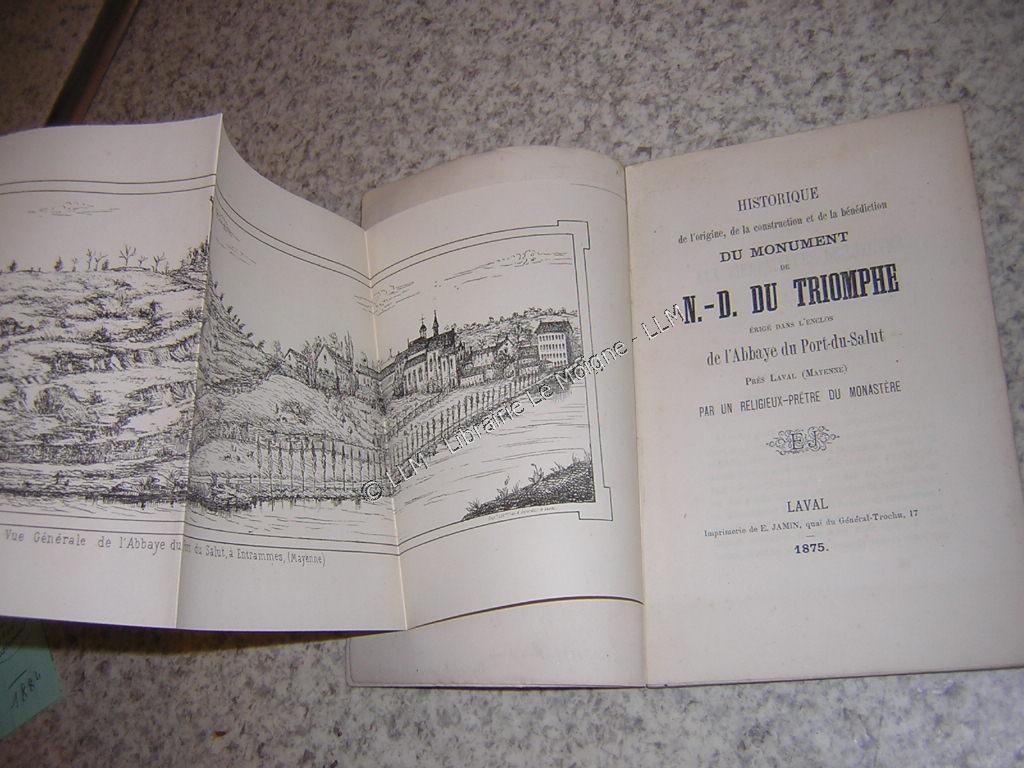 Vue Générale de l'Abbaye du Port du Salut, à Entrammes, (Mayenne)
HISTORIQUE
de l'origine, de la construction et de la bénédiction
DU MONUMENT
DE
N.-D. DU TRIOMPHE
ÉRIGÉ DANS L'ENCLOS
de l'Abbaye du Port-du-Salut
PRÈS LAVAL (MAYENNE)
PAR UN RELIGIEUX-PRÊTRE DU MONASTÈRE
EJ
LAVAL
Imprimerie de E. JAMIN, quai du Général-Trochu, 17
1875.
© LLM - Librairie Le Moigne - LLM
1884